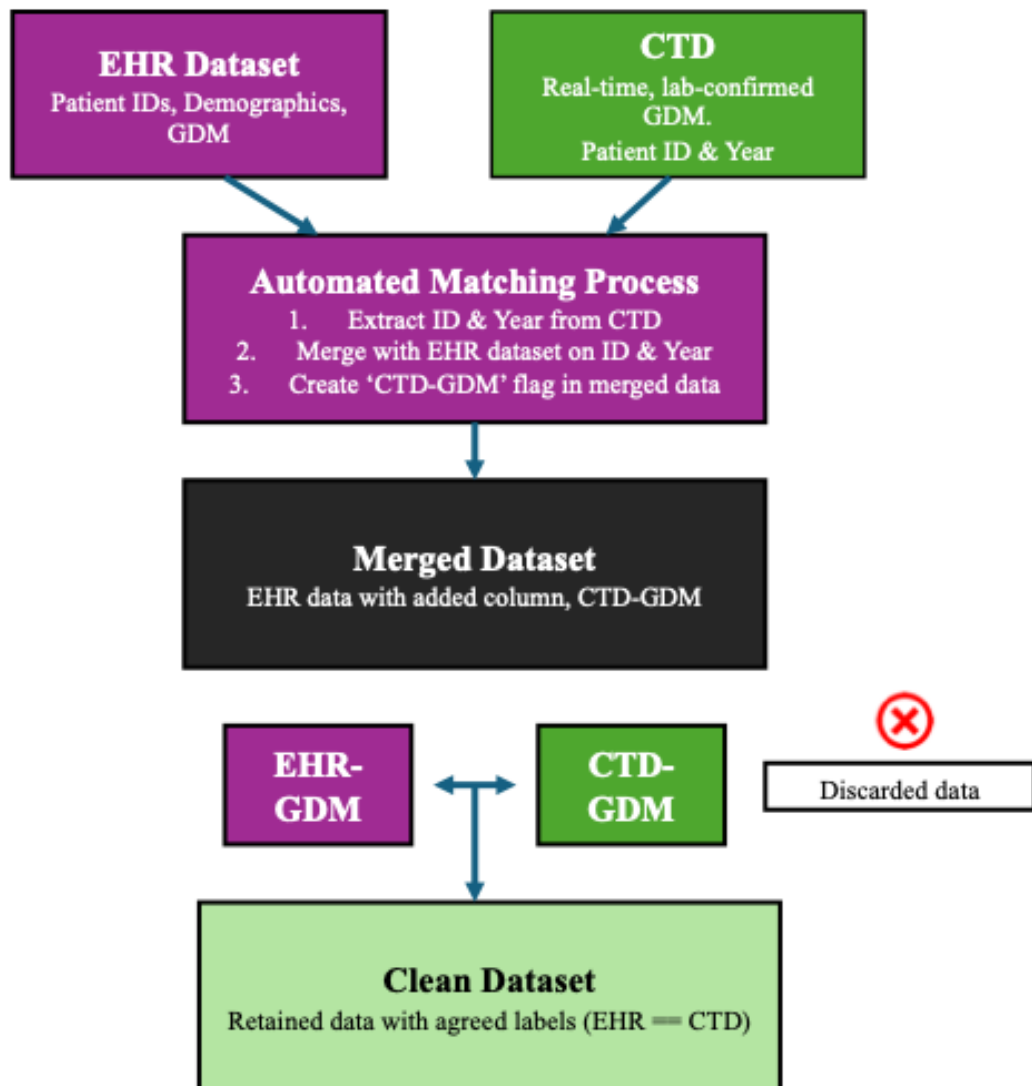 EHR Dataset
Patient IDs, Demographics,
GDM
CTD
Real-time, lab-confirmed
GDM.
Patient ID & Year
Automated Matching Process
1. Extract ID & Year from CTD
2. Merge with EHR dataset on ID & Year
3. Create ‘CTD-GDM’ flag in merged data
Merged Dataset
EHR data with added column, CTD-GDM
EHR-
GDM
CTD-
GDM
Discarded data
Clean Dataset
Retained data with agreed labels (EHR == CTD)